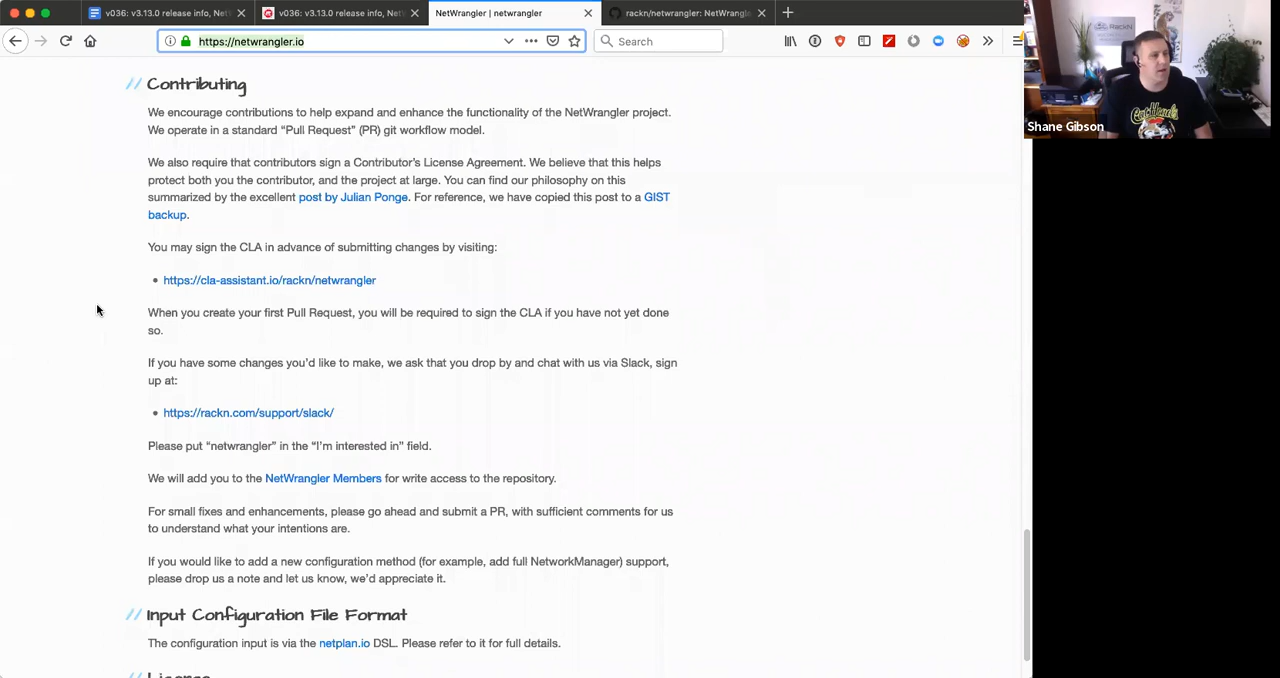 v036: v3.13.0 release info, Net
v036: v3.13.0 release info, NetW
NetWrangler | netwrangler
rackn/netwrangler: NetWrangl
https://netwrangler.io
Search
RackN
Shane Gibson
// Contributing
We encourage contributions to help expand and enhance the functionality of the NetWrangler project.
We operate in a standard “Pull Request” (PR) git workflow model.
We also require that contributors sign a Contributor’s License Agreement. We believe that this helps
protect both you the contributor, and the project at large. You can find our philosophy on this
summarized by the excellent post by Julian Ponge. For reference, we have copied this post to a GIST
backup.
You may sign the CLA in advance of submitting changes by visiting:
• https://cla-assistant.io/rackn/netwrangler
When you create your first Pull Request, you will be required to sign the CLA if you have not yet done
so.
If you have some changes you’d like to make, we ask that you drop by and chat with us via Slack, sign
up at:
• https://rackn.com/support/slack/
Please put “netwrangler” in the “I’m interested in” field.
We will add you to the NetWrangler Members for write access to the repository.
For small fixes and enhancements, please go ahead and submit a PR, with sufficient comments for us
to understand what your intentions are.
If you would like to add a new configuration method (for example, add full NetworkManager) support,
please drop us a note and let us know, we’d appreciate it.
// Input Configuration File Format
The configuration input is via the netplan.io DSL. Please refer to it for full details.
// License